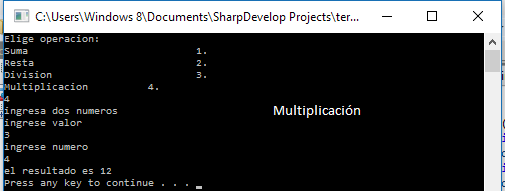 C:\Users\Windows 8\Documents\SharpDevelop Projects\ter...
Elige operacion:
Suma 1.
Resta 2.
Division 3.
Multiplicacion 4.
4
ingresa dos numeros
Multiplicación
ingrese valor
3
ingrese numero
4
el resultado es 12
Press any key to continue . . .